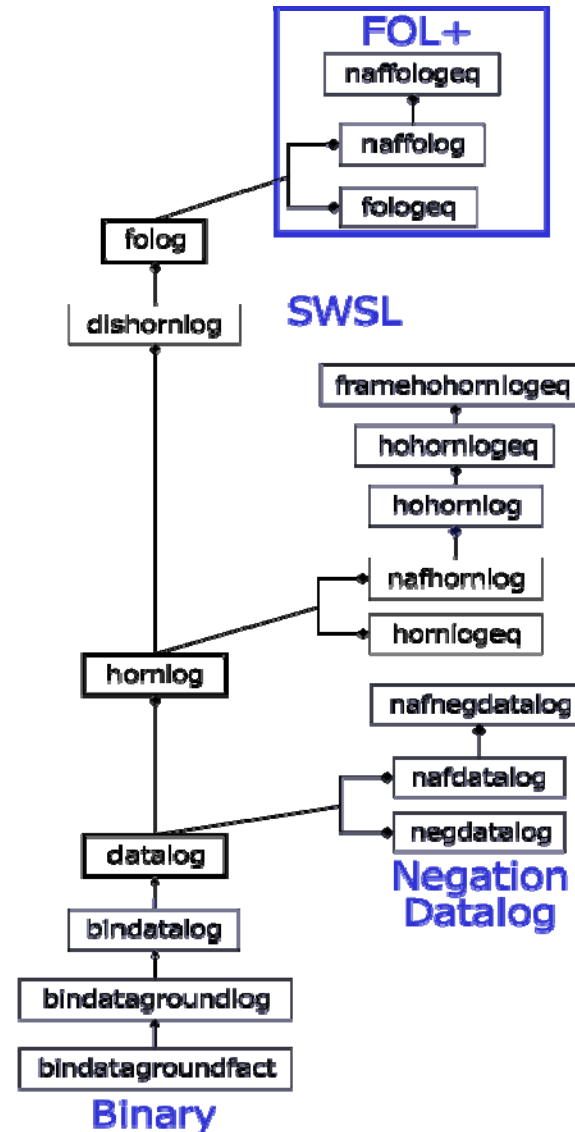 FOL+
naffologeq
naffolog
fologeq
folog
dishornlog
SWSL
framehohornlogeq
hohornlogeq
hohornlog
nafhornlog
hornlogeq
hornlog
nafnegdatalog
nafdatalog
negdatalog
datalog
Negation
Datalog
bindatalog
bindatagroundlog
bindatagroundfact
Binary